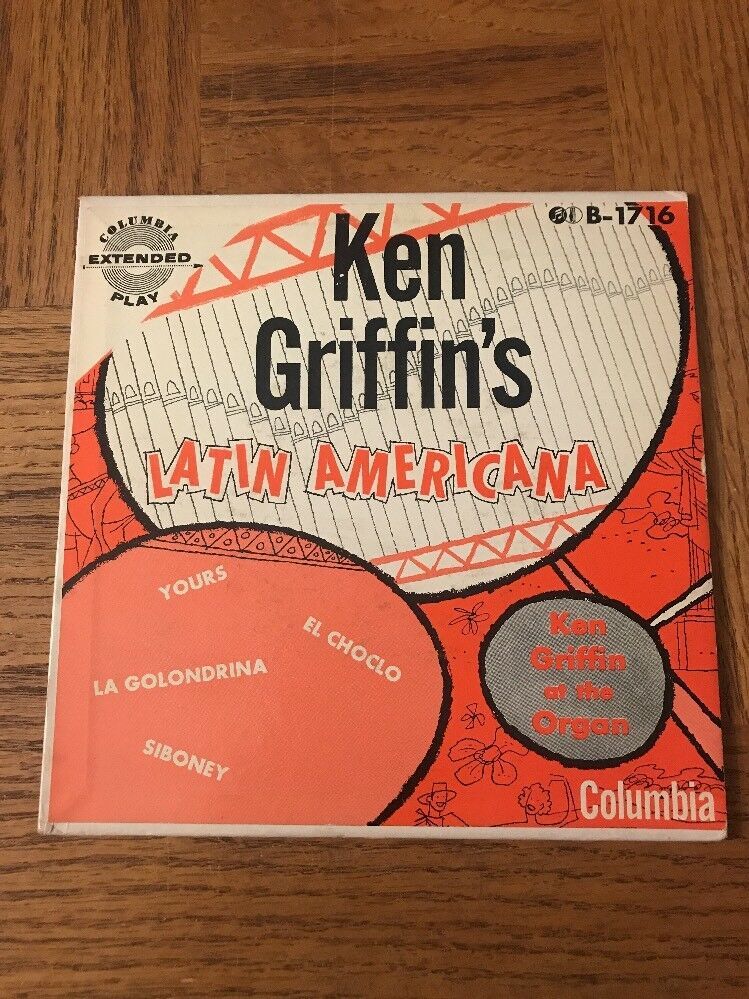 COLUMBIA
EXTENDED
PLAY
B-1716
Ken
Griffin's
LATIN AMERICANA
YOURS
EL CHOCLO
LA GOLONDRINA
SIBONEY
Ken
Griffin
at the
Organ
Columbia